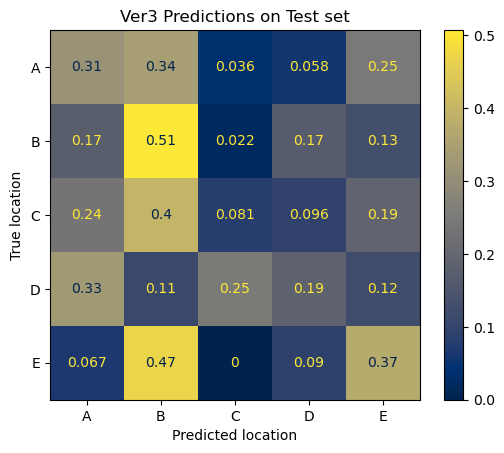 Ver3 Predictions on Test set
A 0.31 0.34 0.036 0.058 0.25
B 0.17 0.51 0.022 0.17 0.13
C 0.24 0.4 0.081 0.096 0.19
D 0.33 0.11 0.25 0.19 0.12
E 0.067 0.47 0 0.09 0.37
A B C D E
Predicted location
True location
0.5
0.4
0.3
0.2
0.1
0.0